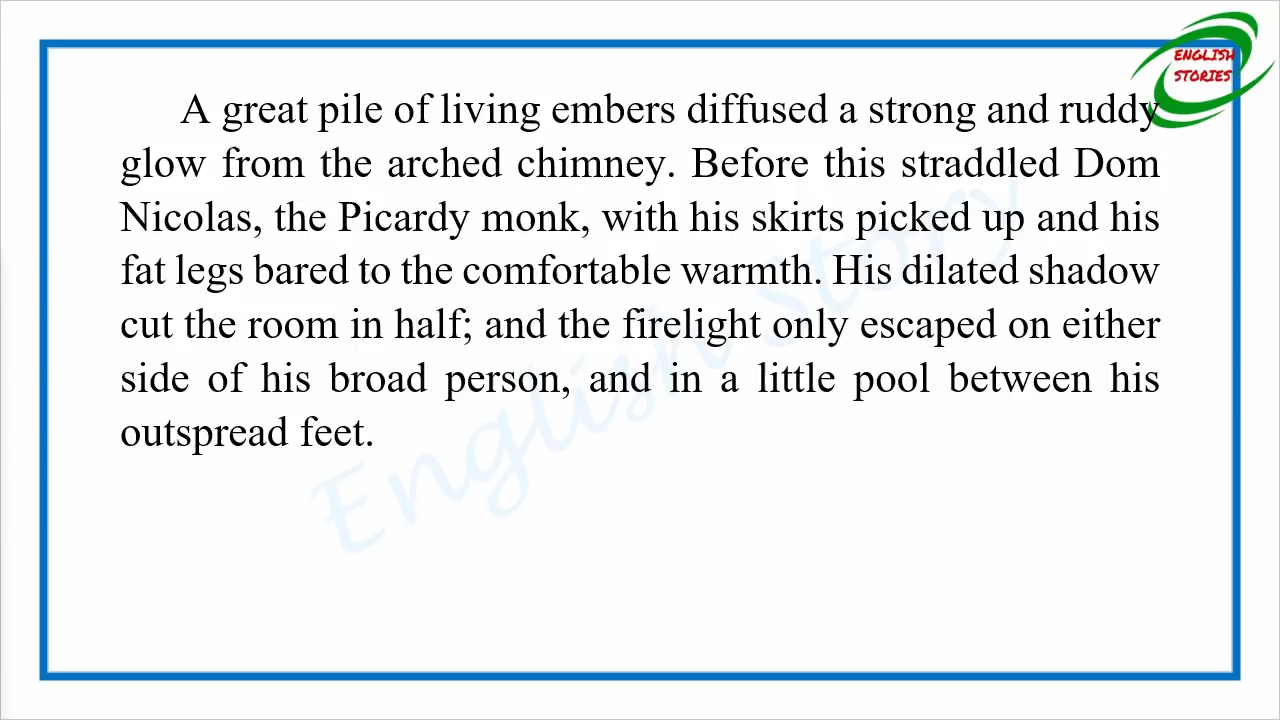 ENGLISH
STORIES
A great pile of living embers diffused a strong and ruddy
glow from the arched chimney. Before this straddled Dom
Nicolas, the Picardy monk, with his skirts picked up and his
fat legs bared to the comfortable warmth. His dilated shadow
cut the room in half; and the firelight only escaped on either
side of his broad person, and in a little pool between his
outspread feet.
English Story